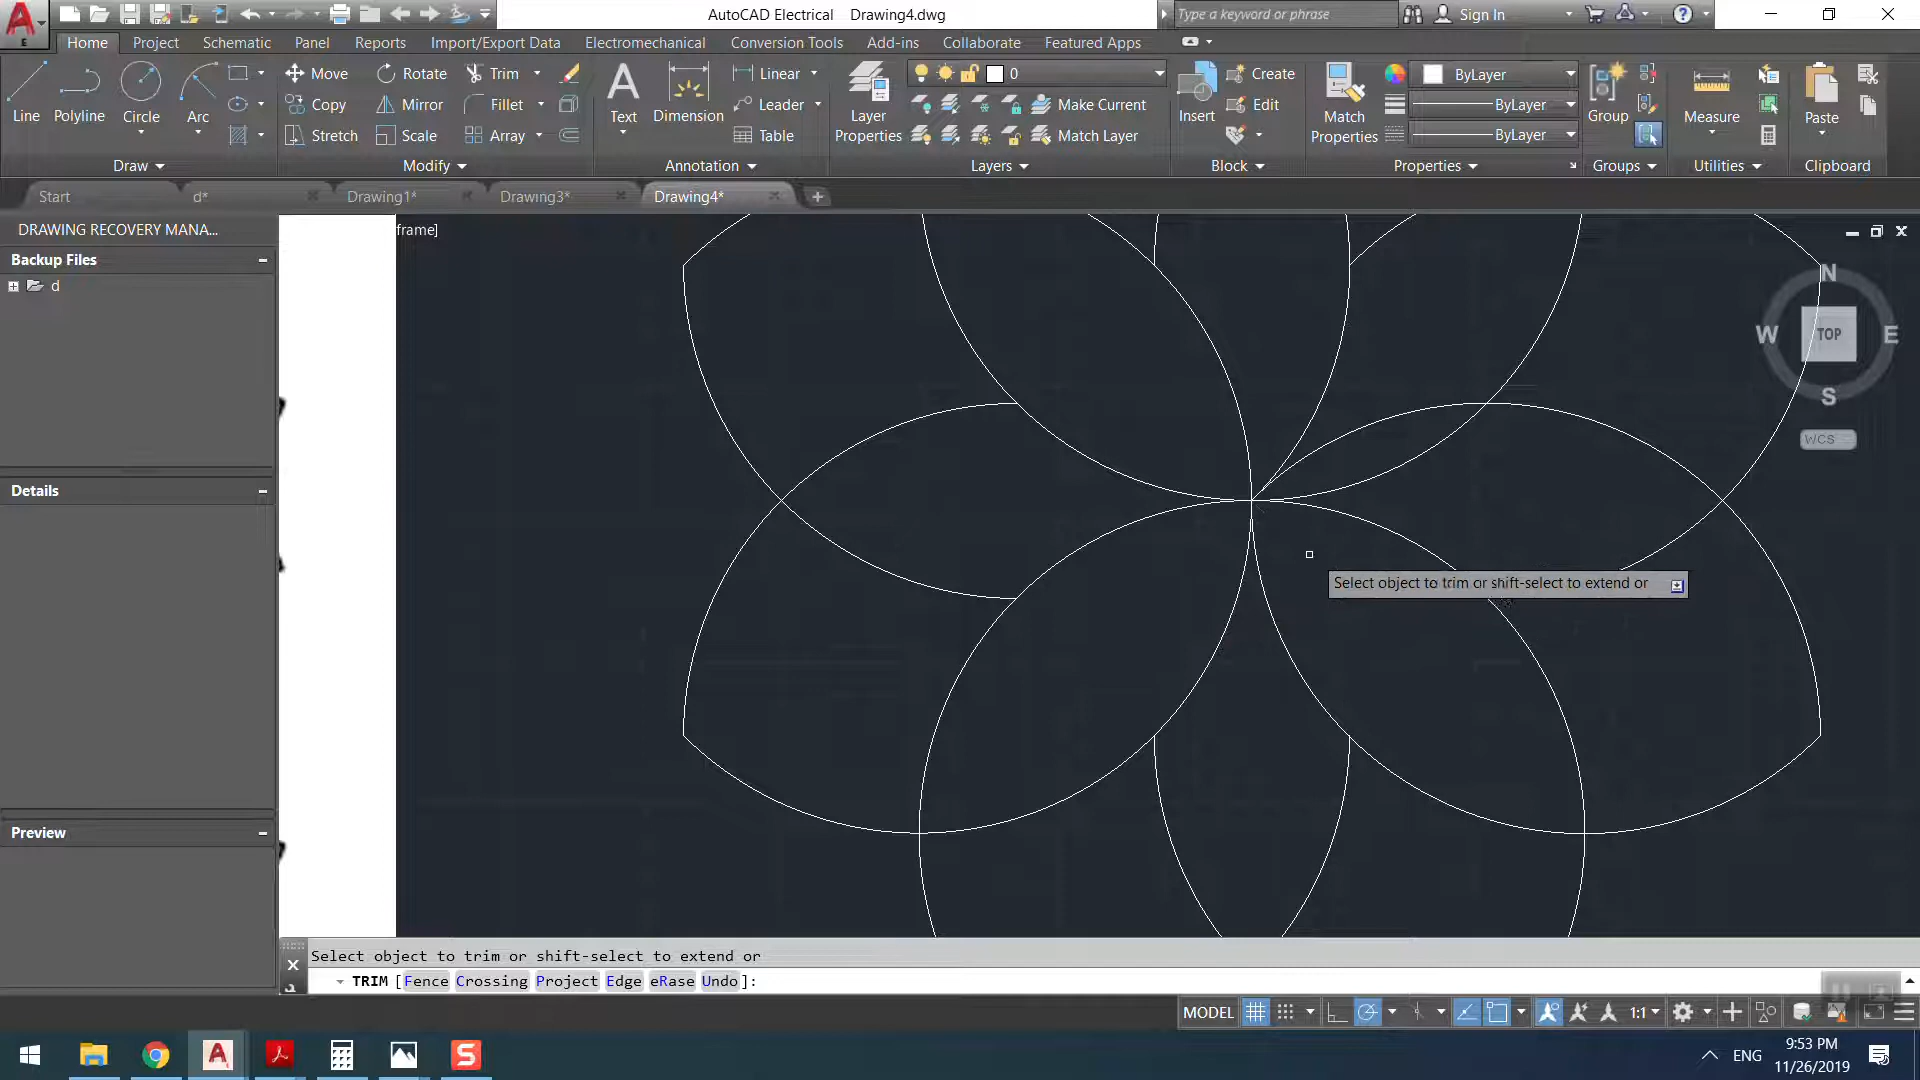 AutoCAD Electrical Drawing4.dwg
Type a keyword or phrase
Sign In
Home Project Schematic Panel Reports Import/Export Data Electromechanical Conversion Tools Add-ins Collaborate Featured Apps
Line Polyline Circle Arc
Move Rotate Trim
Copy Mirror Fillet
Stretch Scale Array
Text Dimension
Linear
Leader
Table
Layer Properties
0
Make Current
Match Layer
Insert
Create
Edit
Match Properties
ByLayer
ByLayer
ByLayer
Group
Measure
Paste
Draw Modify Annotation Layers Block Properties Groups Utilities Clipboard
Start d* Drawing1* Drawing3* Drawing4*
DRAWING RECOVERY MANA...
frame]
Backup Files
d
N
W TOP E
S
WCS
Details
Select object to trim or shift-select to extend or
Preview
Select object to trim or shift-select to extend or
TRIM [Fence Crossing Project Edge eRase Undo]:
MODEL 1:1
ENG
9:53 PM
11/26/2019